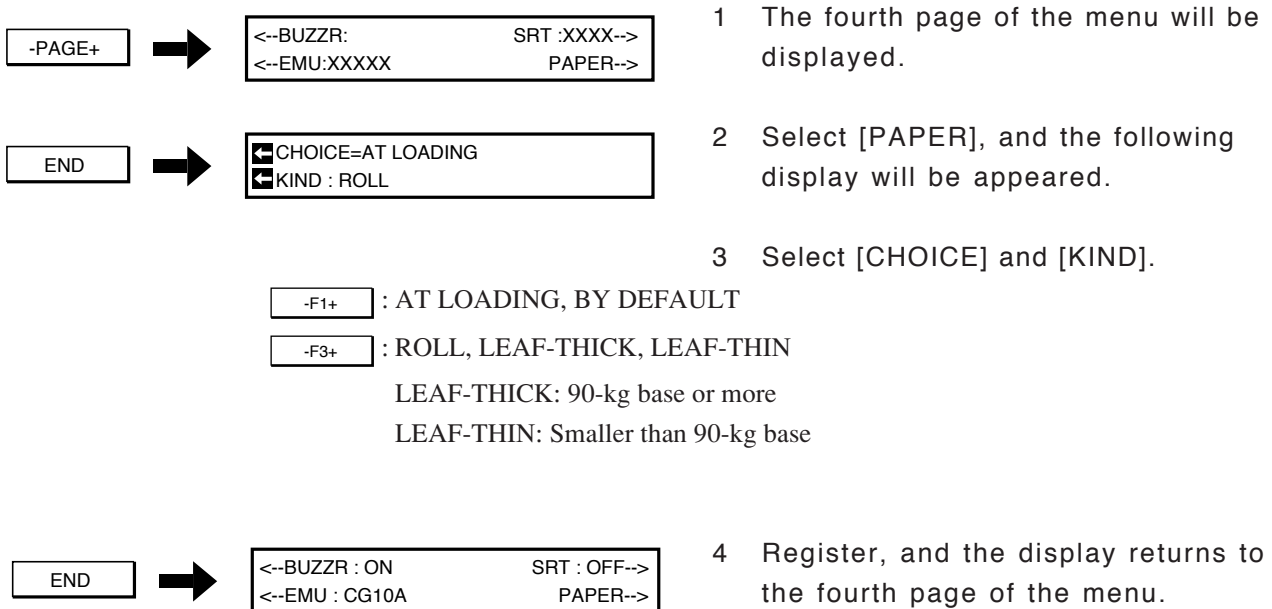 -PAGE+
<--BUZZR: SRT :XXXX-->
<--EMU:XXXXX PAPER-->
1 The fourth page of the menu will be
displayed.
END
CHOICE=AT LOADING
KIND : ROLL
2 Select [PAPER], and the following
display will be appeared.
3 Select [CHOICE] and [KIND].
-F1+ : AT LOADING, BY DEFAULT
-F3+ : ROLL, LEAF-THICK, LEAF-THIN
LEAF-THICK: 90-kg base or more
LEAF-THIN: Smaller than 90-kg base
END
<--BUZZR : ON SRT : OFF-->
<--EMU : CG10A PAPER-->
4 Register, and the display returns to
the fourth page of the menu.